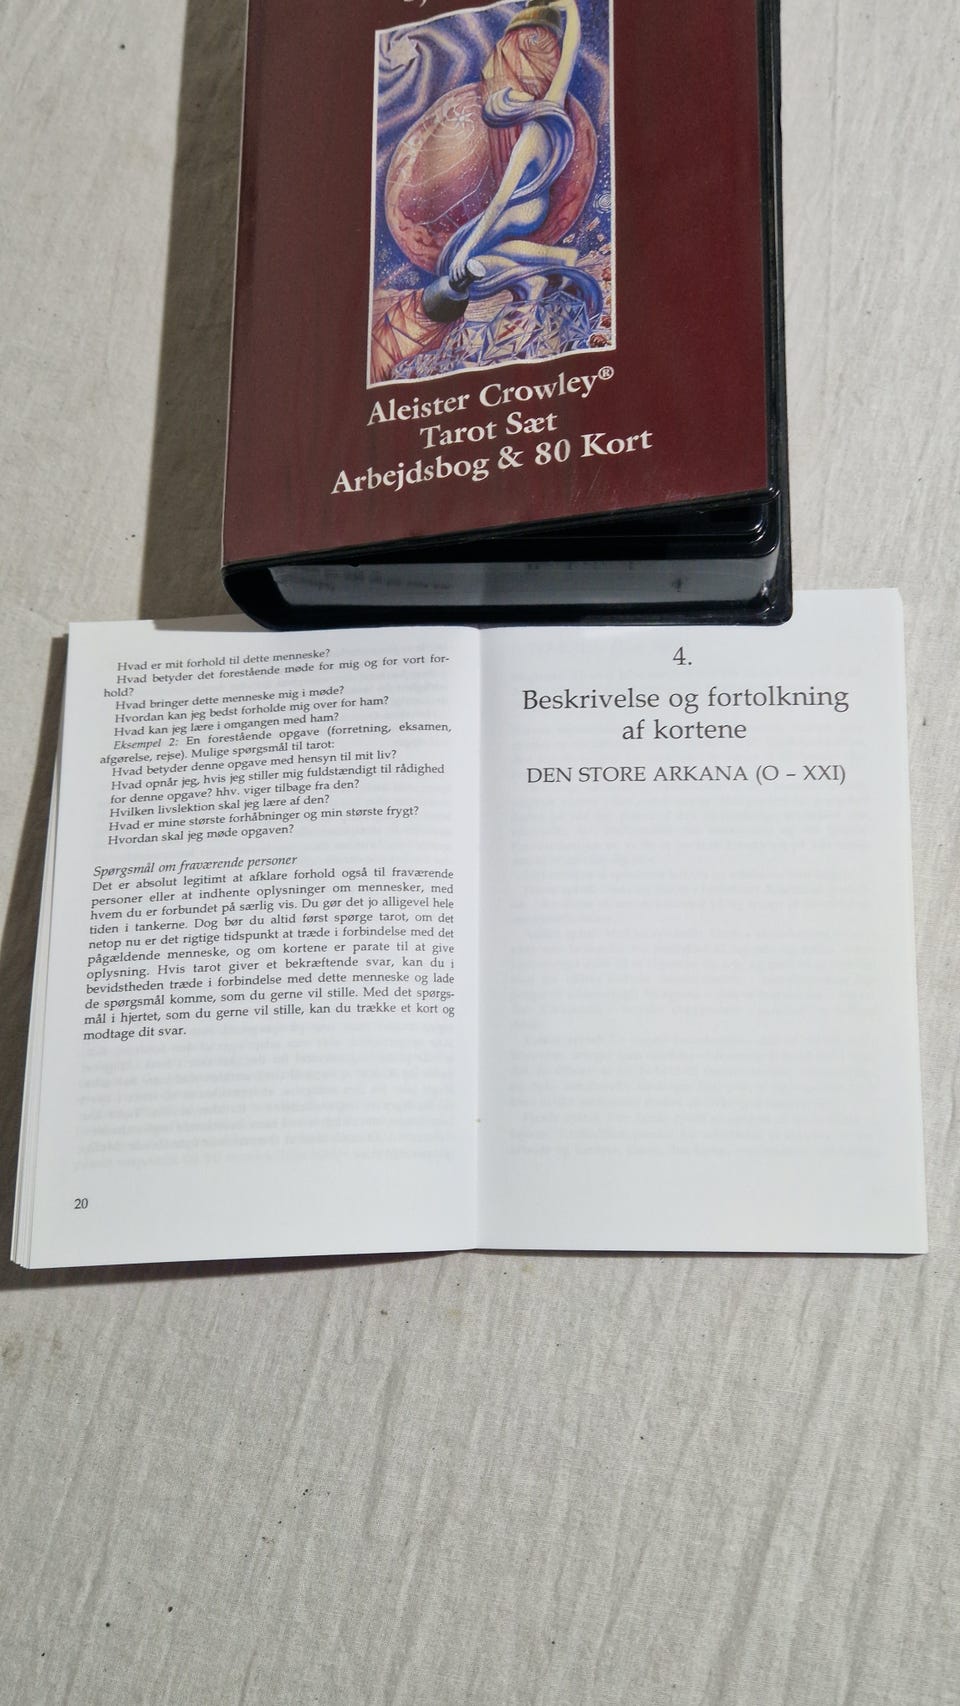 Aleister Crowley®
Tarot Sæt
Arbejdsbog & 80 Kort
Hvad er mit forhold til dette menneske?
Hvad betyder det forestående møde for mig og for vort for-
hold?
Hvad bringer dette menneske mig i møde?
Hvordan kan jeg bedst forholde mig over for ham?
Hvad kan jeg lære i omgangen med ham?
Eksempel 2: En forestående opgave (forretning, eksamen,
afgørelse, rejse). Mulige spørgsmål til tarot:
Hvad betyder denne opgave med hensyn til mit liv?
Hvad opnår jeg, hvis jeg stiller mig fuldstændigt til rådighed
for denne opgave? hhv. viger tilbage fra den?
Hvilken livslektion skal jeg lære af den?
Hvad er mine største forhåbninger og min største frygt?
Hvordan skal jeg møde opgaven?
Spørgsmål om fraværende personer
Det er absolut legitimt at afklare forhold også til fraværende
personer eller at indhente oplysninger om mennesker, med
hvem du er forbundet på særlig vis. Du gør det jo alligevel hele
tiden i tankerne. Dog bør du altid først spørge tarot, om det
netop nu er det rigtige tidspunkt at træde i forbindelse med det
pågældende menneske, og om kortene er parate til at give
oplysning. Hvis tarot giver et bekræftende svar, kan du i
bevidstheden træde i forbindelse med dette menneske og lade
de spørgsmål komme, som du gerne vil stille. Med det spørgs-
mål i hjertet, som du gerne vil stille, kan du trække et kort og
modtage dit svar.
20
4.
Beskrivelse og fortolkning
af kortene
DEN STORE ARKANA (O – XXI)